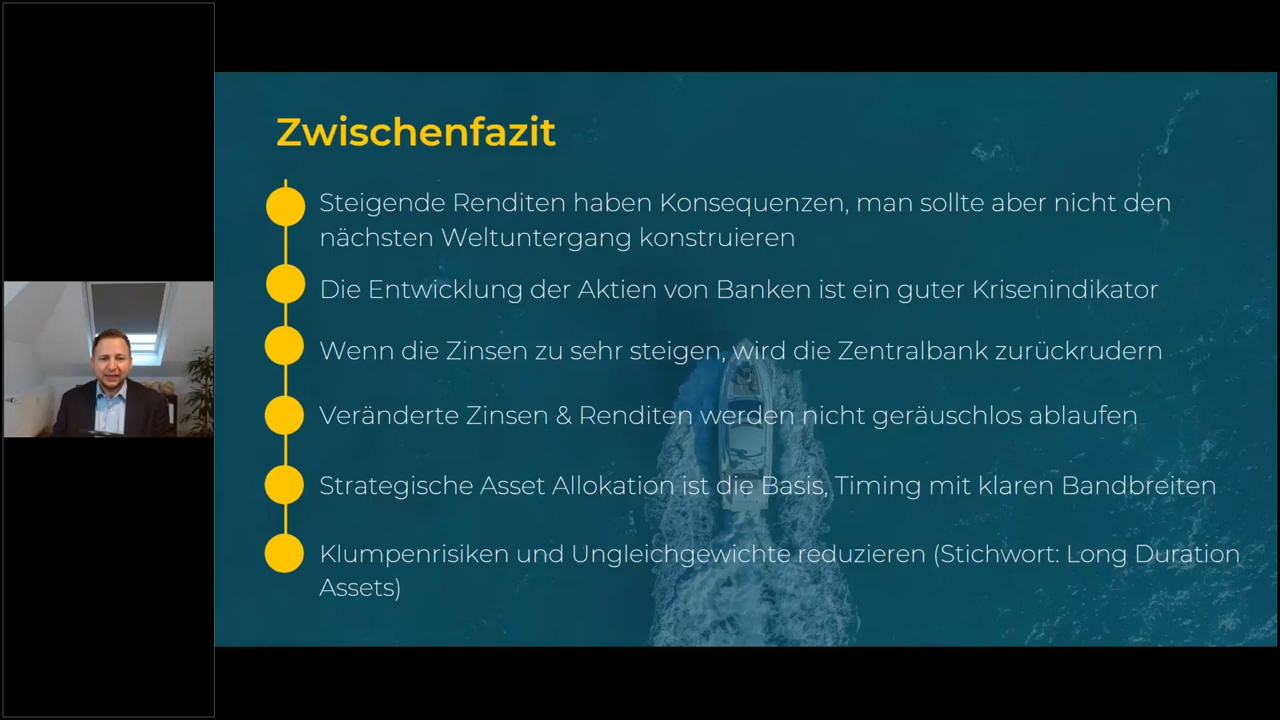 Zwischenfazit
Steigende Renditen haben Konsequenzen, man sollte aber nicht den
nächsten Weltuntergang konstruieren
Die Entwicklung der Aktien von Banken ist ein guter Krisenindikator
Wenn die Zinsen zu sehr steigen, wird die Zentralbank zurückrudern
Veränderte Zinsen & Renditen werden nicht geräuschlos ablaufen
Strategische Asset Allokation ist die Basis, Timing mit klaren Bandbreiten
Klumpenrisiken und Ungleichgewichte reduzieren (Stichwort: Long Duration
Assets)